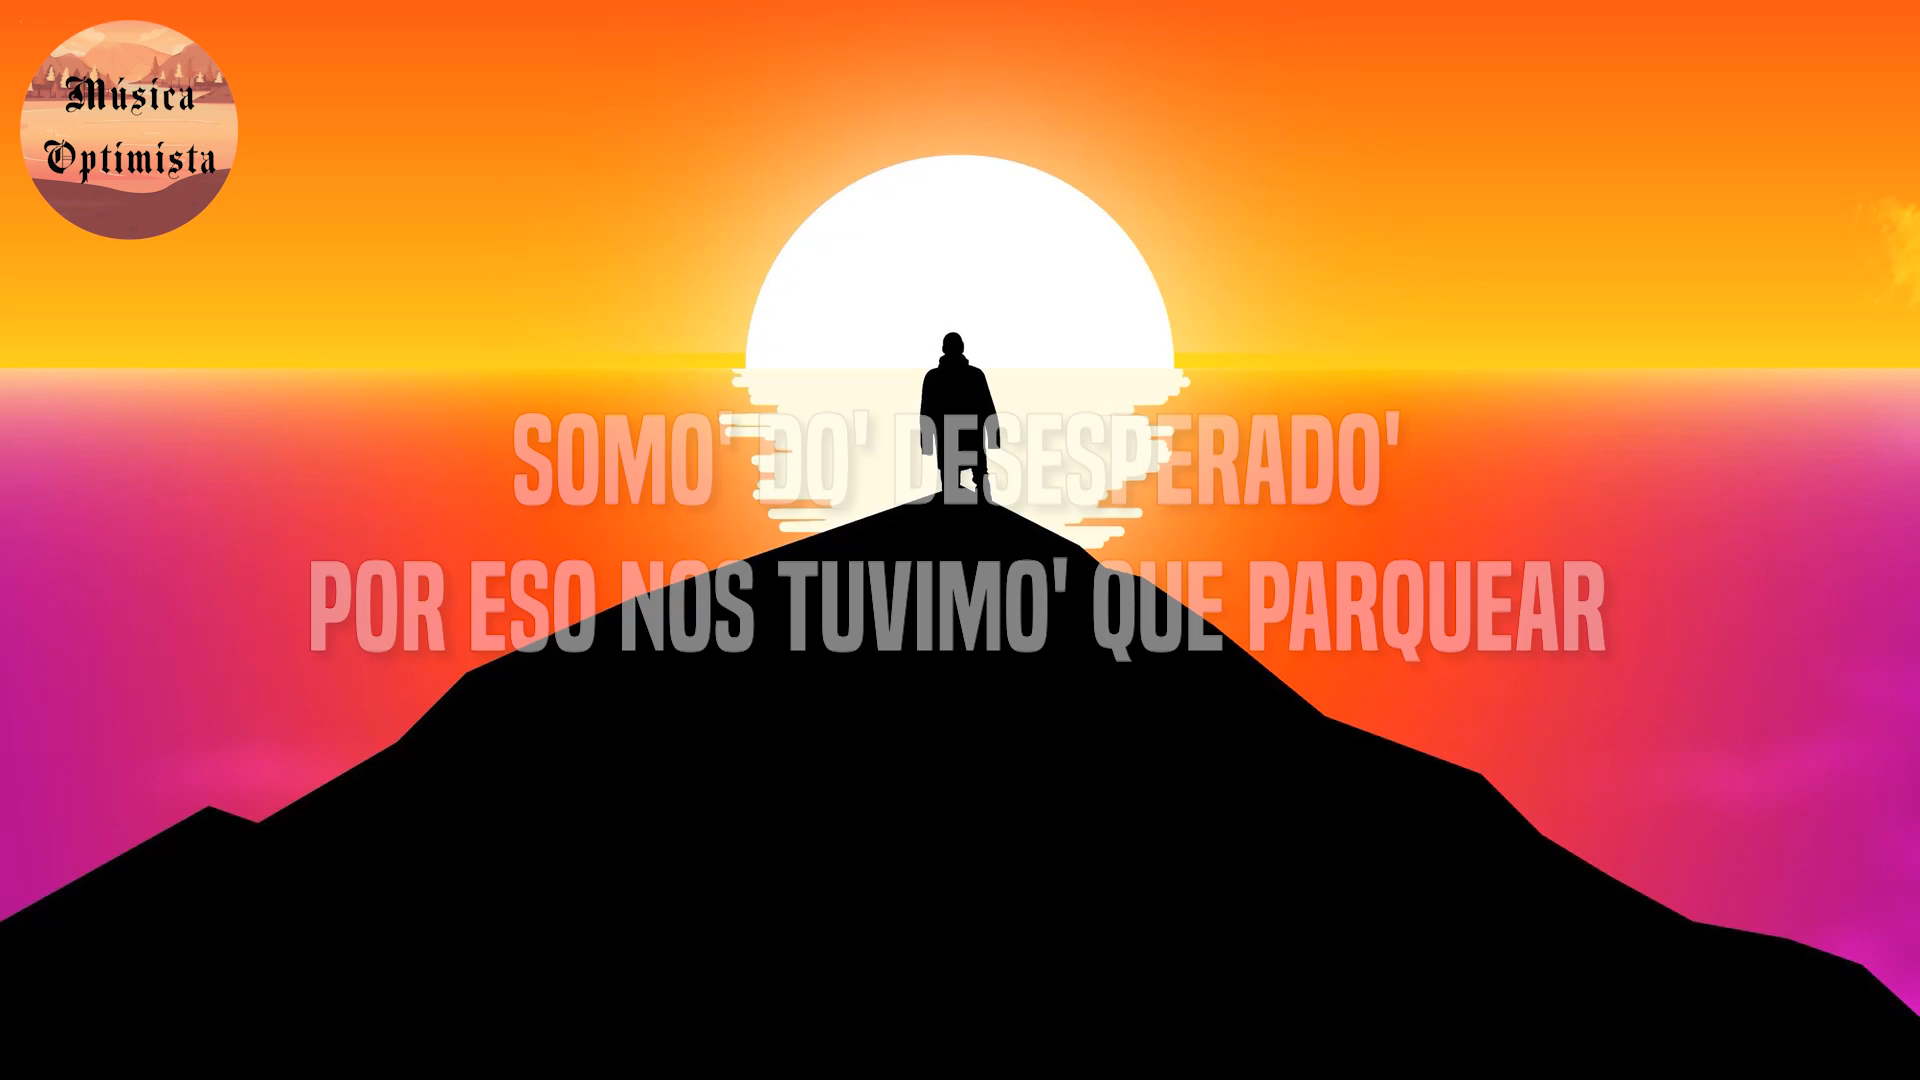 Música
Optimista
SOMO' DO' DESESPERADO'
POR ESO NOS TUVIMO' QUE PARQUEAR